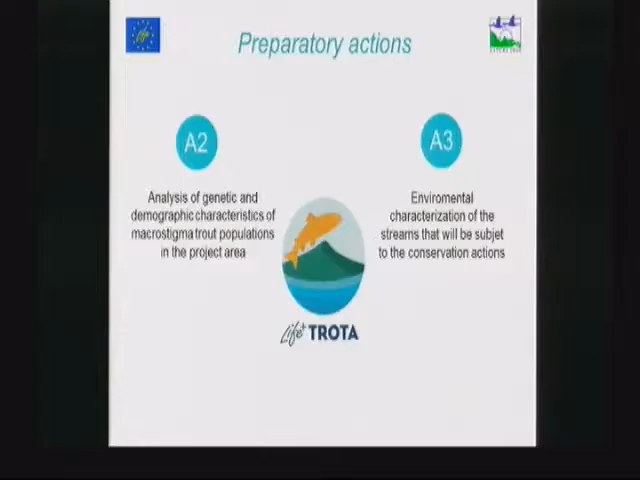 Preparatory actions
A2
Analysis of genetic and
demographic characteristics of
macrostigma trout populations
in the project area
A3
Enviromental
characterization of the
streams that will be subjet
to the conservation actions
Life+ TROTA